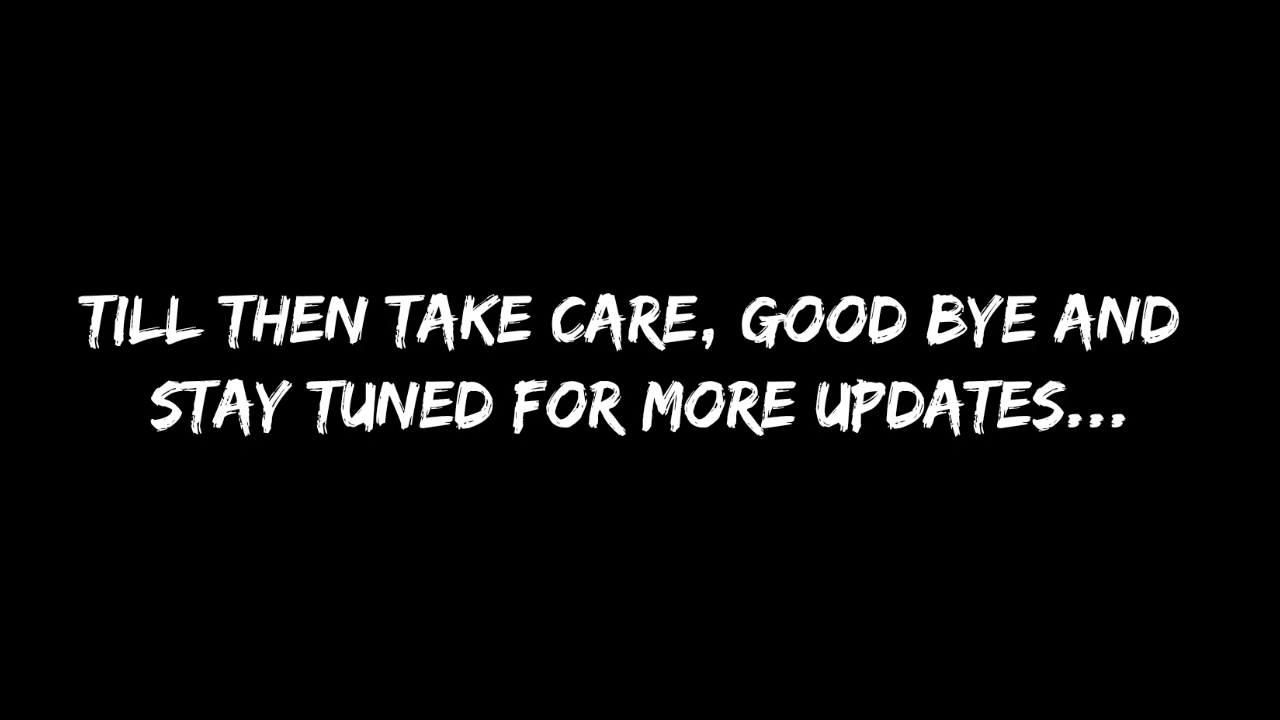 TILL THEN TAKE CARE, GOOD BYE AND
STAY TUNED FOR MORE UPDATES...